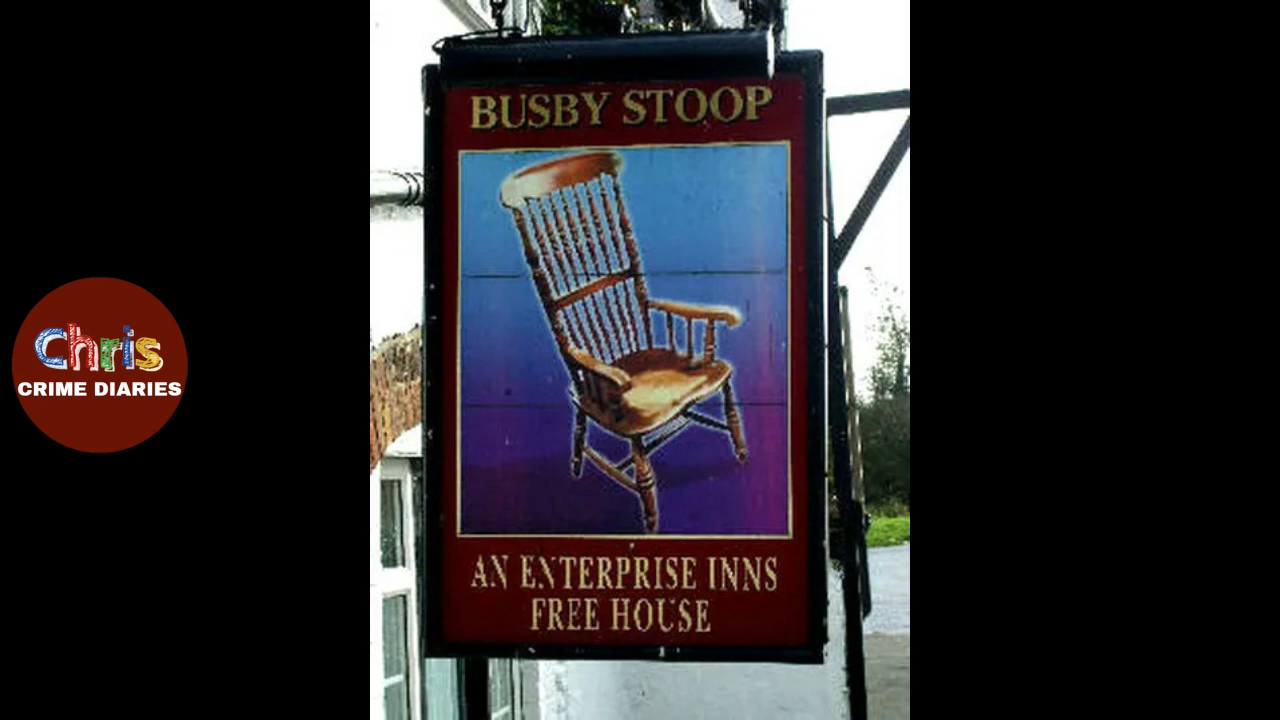 BUSBY STOOP
AN ENTERPRISE INNS
FREE HOUSE
Chris
CRIME DIARIES